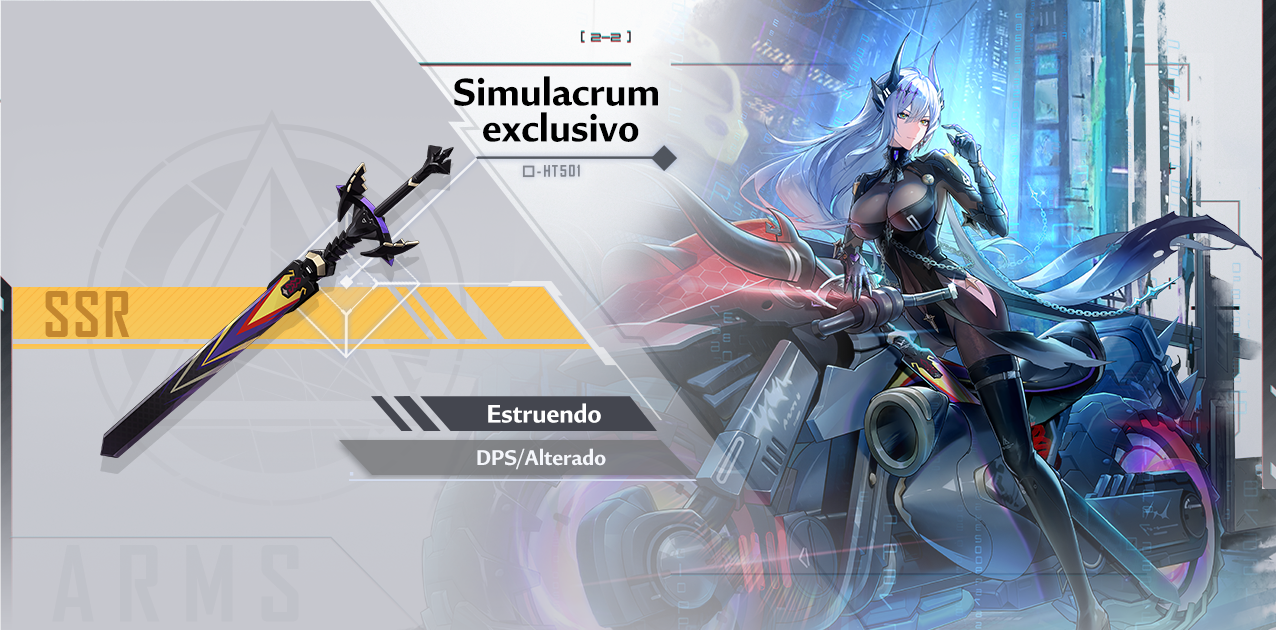 [ 2-2 ]
Simulacrum
exclusivo
-HT501
SSR
Estruendo
DPS/Alterado
ARMS